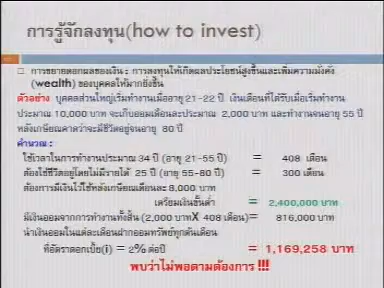 การรู้จักลงทุน(how to invest)
การขยายดอกผลของเงิน : การลงทุนให้เกิดผลประโยชน์สูงขึ้นและเพิ่มความมั่งคั่ง
(wealth) ของบุคคลให้มากยิ่งขึ้น
ตัวอย่าง บุคคลส่วนใหญ่เริ่มทำงานเมื่ออายุ 21-22 ปี เงินเดือนที่ได้รับเมื่อเริ่มทำงาน
ประมาณ 10,000 บาท จะเก็บออมเดือนละประมาณ 2,000 บาท และทำงานจนอายุ 55 ปี
หลังเกษียณคาดว่าจะมีชีวิตอยู่จนอายุ 80 ปี
คำนวณ :
ใช้เวลาในการทำงานประมาณ 34 ปี (อายุ 21-55 ปี) = 408 เดือน
ต้องใช้ชีวิตอยู่โดยไม่มีรายได้ 25 ปี (อายุ 55-80 ปี) = 300 เดือน
ต้องการมีเงินไว้ใช้หลังเกษียณเดือนละ 8,000 บาท
เตรียมเงินขั้นต่ำ = 2,400,000 บาท
มีเงินออมจากการทำงานทั้งสิ้น (2,000 บาทX 408 เดือน)= 816,000 บาท
นำเงินออมในแต่ละเดือนฝากออมทรัพย์ทุกต้นเดือน
ที่อัตราดอกเบี้ย(i) = 2% ต่อปี = 1,169,258 บาท
พบว่าไม่พอตามต้องการ !!!